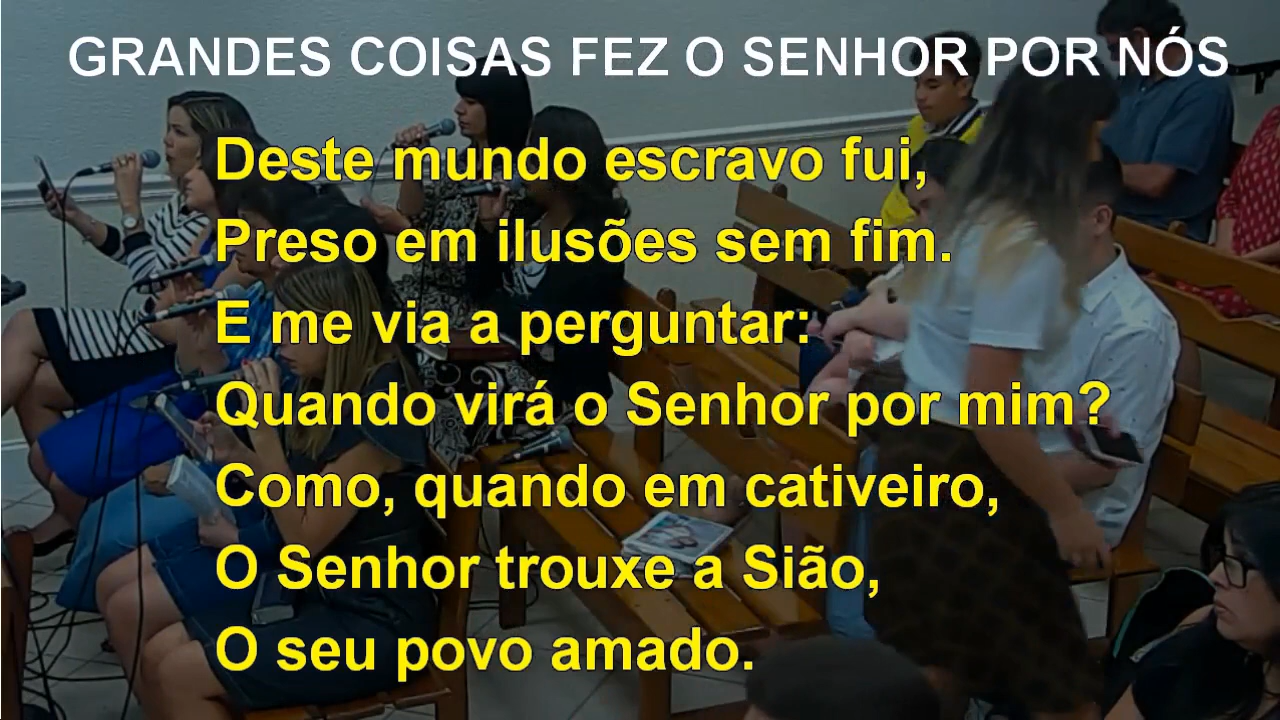 GRANDES COISAS FEZ O SENHOR POR NÓS
Deste mundo escravo fui,
Preso em ilusões sem fim.
E me via a perguntar:
Quando virá o Senhor por mim?
Como, quando em cativeiro,
O Senhor trouxe a Sião,
O seu povo amado.